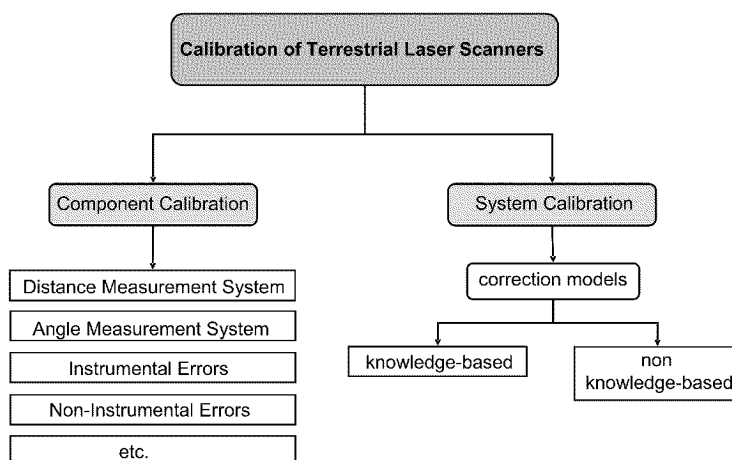 Calibration of Terrestrial Laser Scanners
Component Calibration
System Calibration
Distance Measurement System
Angle Measurement System
Instrumental Errors
Non-Instrumental Errors
etc.
correction models
knowledge-based
non
knowledge-based